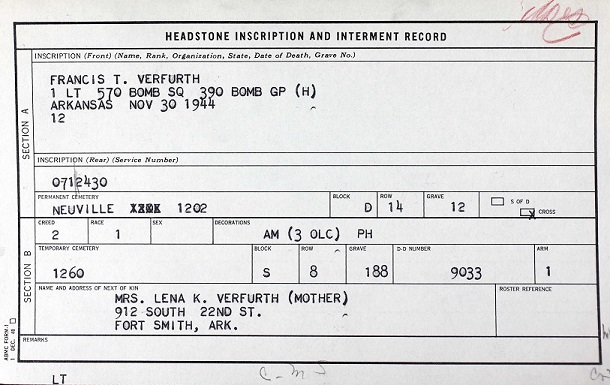 HEADSTONE INSCRIPTION AND INTERMENT RECORD
INSCRIPTION (Front) (Name, Rank, Organization, State, Date of Death, Grave No.)
FRANCIS T. VERFURTH
1 LT 570 BOMB SQ 390 BOMB GP (H)
ARKANSAS NOV 30 1944
12
SECTION A
INSCRIPTION (Rear) (Service Number)
0712430
PERMANENT CEMETERY BLOCK ROW GRAVE
NEUVILLE 1202 D 14 12
S OF D
X CROSS
CREED RACE SEX DECORATIONS
2 1 AM (3 OLC) PH
SECTION B
TEMPORARY CEMETERY BLOCK ROW GRAVE D-D NUMBER ARM
1260 S 8 188 9033 1
NAME AND ADDRESS OF NEXT OF KIN ROSTER REFERENCE
MRS. LENA K. VERFURTH (MOTHER)
912 SOUTH 22ND ST.
FORT SMITH, ARK.
REMARKS
ABMC FORM
1 DEC.
LT